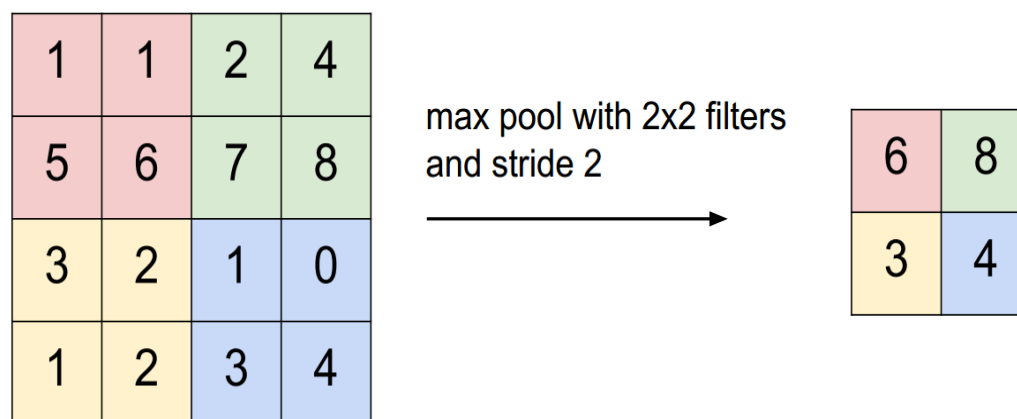 1 1 2 4
5 6 7 8
3 2 1 0
1 2 3 4
max pool with 2x2 filters
and stride 2
6 8
3 4